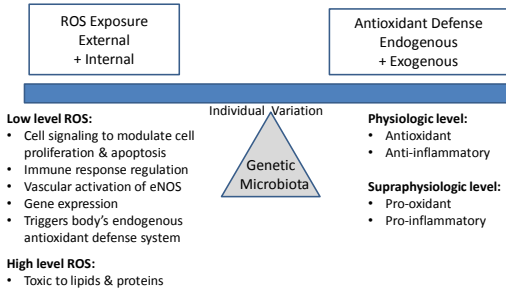 ROS Exposure
External
+ Internal
Antioxidant Defense
Endogenous
+ Exogenous
Individual Variation
Genetic
Microbiota
Low level ROS:
• Cell signaling to modulate cell
proliferation & apoptosis
• Immune response regulation
• Vascular activation of eNOS
• Gene expression
• Triggers body's endogenous
antioxidant defense system
High level ROS:
• Toxic to lipids & proteins
Physiologic level:
• Antioxidant
• Anti-inflammatory
Supraphysiologic level:
• Pro-oxidant
• Pro-inflammatory